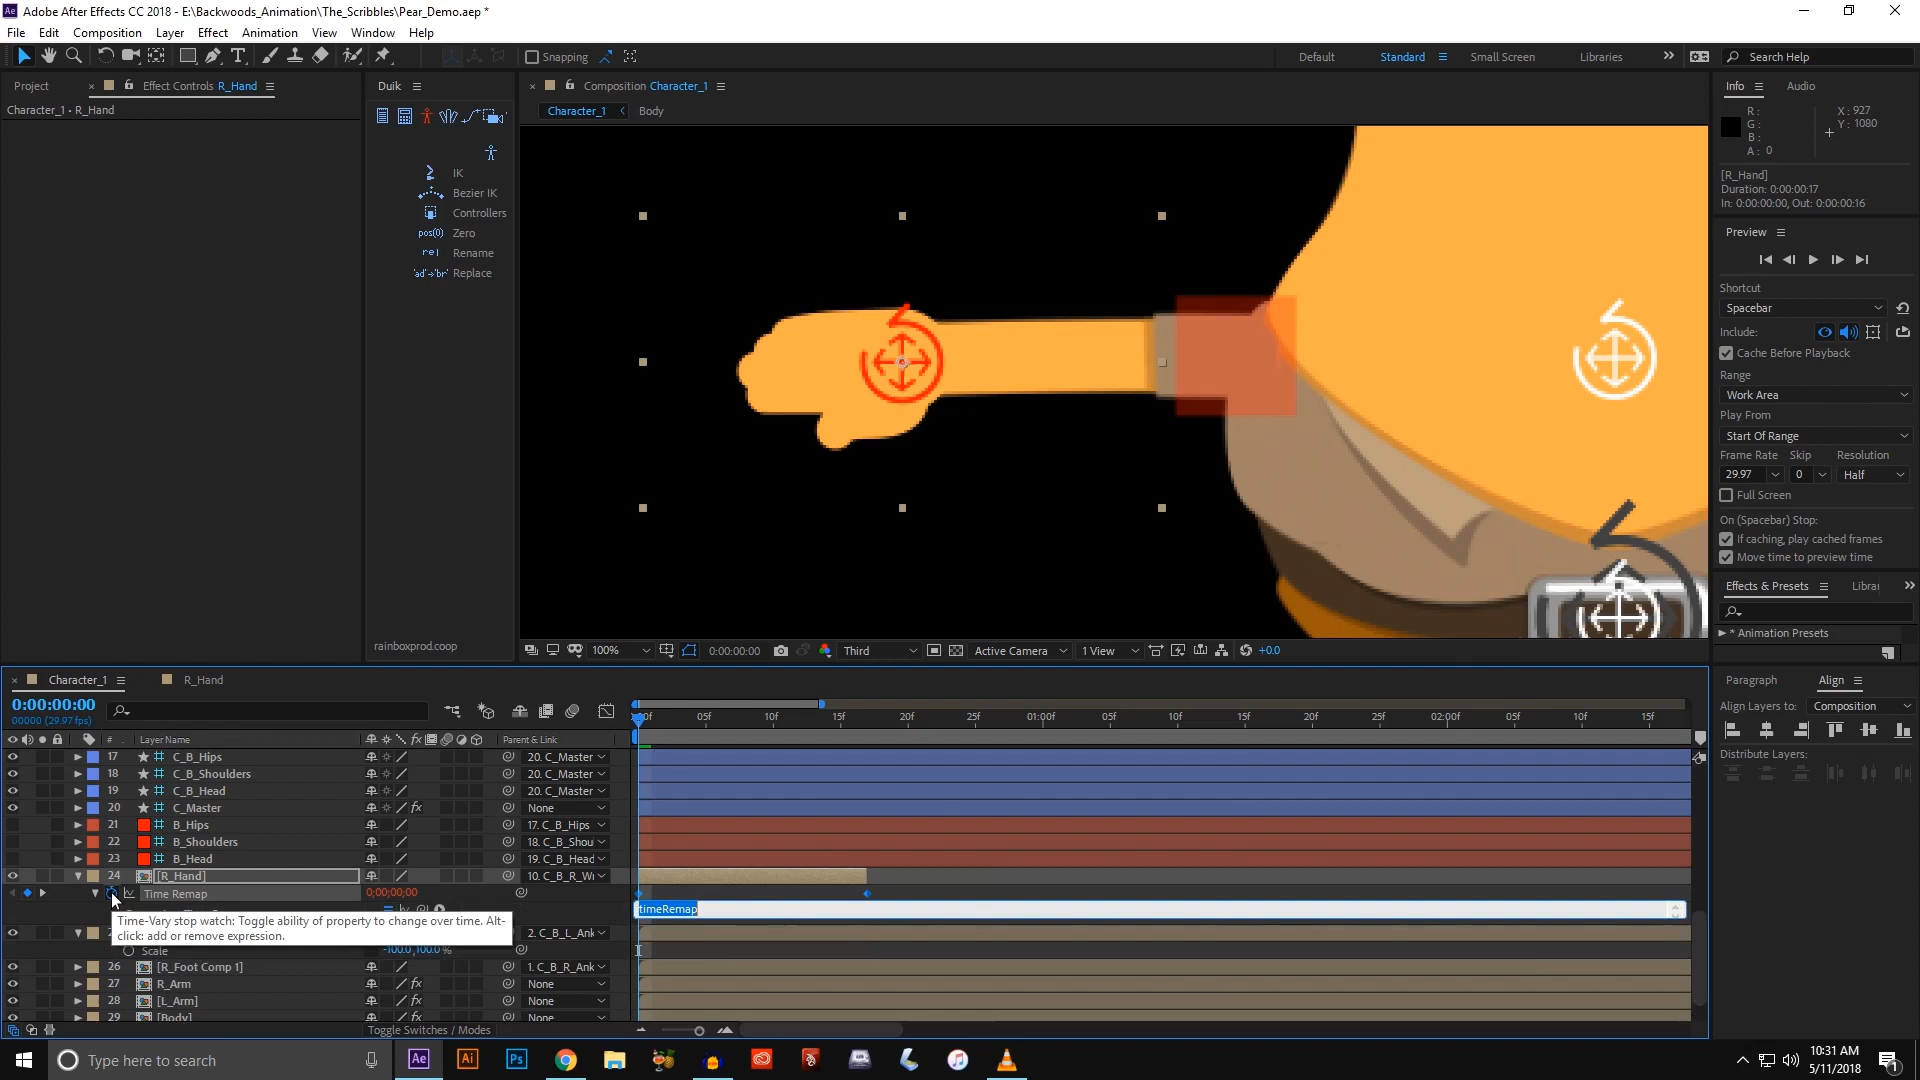 Adobe After Effects CC 2018 - E:\Backwoods_Animation\The_Scribbles\Pear_Demo.aep *
File Edit Composition Layer Effect Animation View Window Help
Snapping Default Standard Small Screen Libraries Search Help
Project Effect Controls R_Hand
Character_1 • R_Hand
Duik
IK
Bezier IK
Controllers
pos(0) Zero
Rename
Replace
rainboxprod.coop
Composition Character_1
Character_1 Body
Info Audio
R:
G:
B:
A: 0
X: 927
Y: 1080
[R_Hand]
Duration: 0:00:00:17
In: 0:00:00:00, Out: 0:00:00:16
Preview
Shortcut
Spacebar
Include:
Cache Before Playback
Range
Work Area
Play From
Start Of Range
Frame Rate Skip Resolution
29.97 0 Half
Full Screen
On (Spacebar) Stop:
If caching, play cached frames
Move time to preview time
Effects & Presets Librar
* Animation Presets
Paragraph Align
Align Layers to: Composition
Distribute Layers:
100% 0:00:00:00 Third Active Camera 1 View +0.0
Character_1 R_Hand
0:00:00:00
00000 (29.97 fps)
05f 10f 15f 20f 25f 01:00f 05f 10f 15f 20f 25f 02:00f 05f 10f 15f
# Layer Name Parent & Link
17 C_B_Hips 20. C_Master
18 C_B_Shoulders 20. C_Master
19 C_B_Head 20. C_Master
20 C_Master None
21 B_Hips 17. C_B_Hips
22 B_Shoulders 18. C_B_Shou
23 B_Head 19. C_B_Head
24 [R_Hand] 10. C_B_R_Wr
Time Remap 0;00;00;00
timeRemap
Time-Vary stop watch: Toggle ability of property to change over time. Alt-
click: add or remove expression.
2. C_B_L_Ank
Scale -100.0, 100.0 %
26 [R_Foot Comp 1] 1. C_B_R_Ank
27 R_Arm None
28 [L_Arm] None
29 [Body] None
Toggle Switches / Modes
Type here to search
Ae Ai Ps
10:31 AM
5/11/2018
1